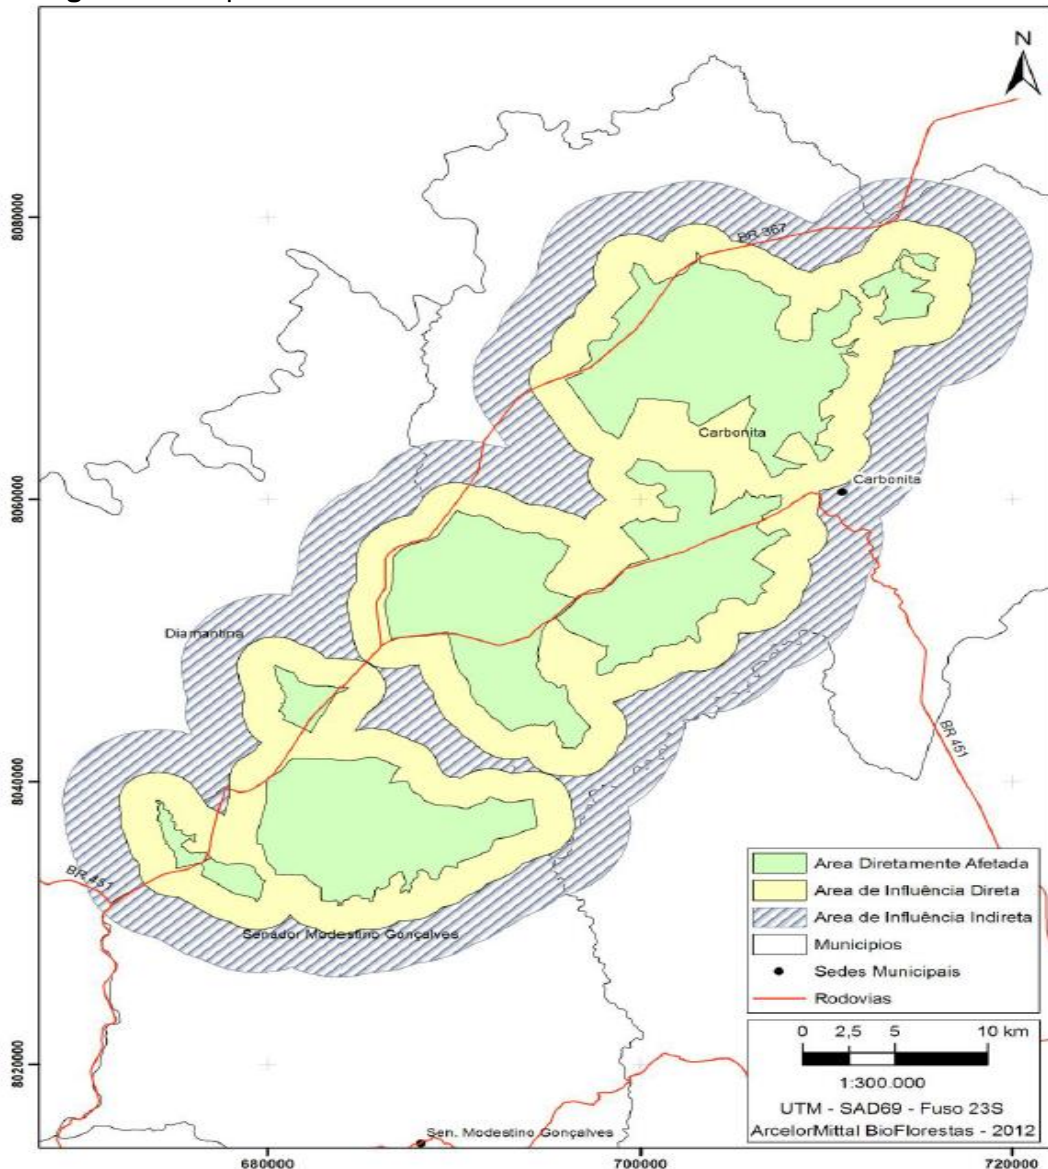 N
8080000
BR 367
Carbonita
Carbonita
8060000
Diamantina
BR 451
8040000
BR 451
Senador Modestino Gonçalves
Area Diretamente Afetada
Area de Influência Direta
Area de Influência Indireta
Municipios
Sedes Municipais
Rodovias
0 2,5 5 10 km
1:300.000
UTM - SAD69 - Fuso 23S
ArcelorMittal BioFlorestas - 2012
8020000
Sen. Modestino Gonçalves
680000 700000 720000